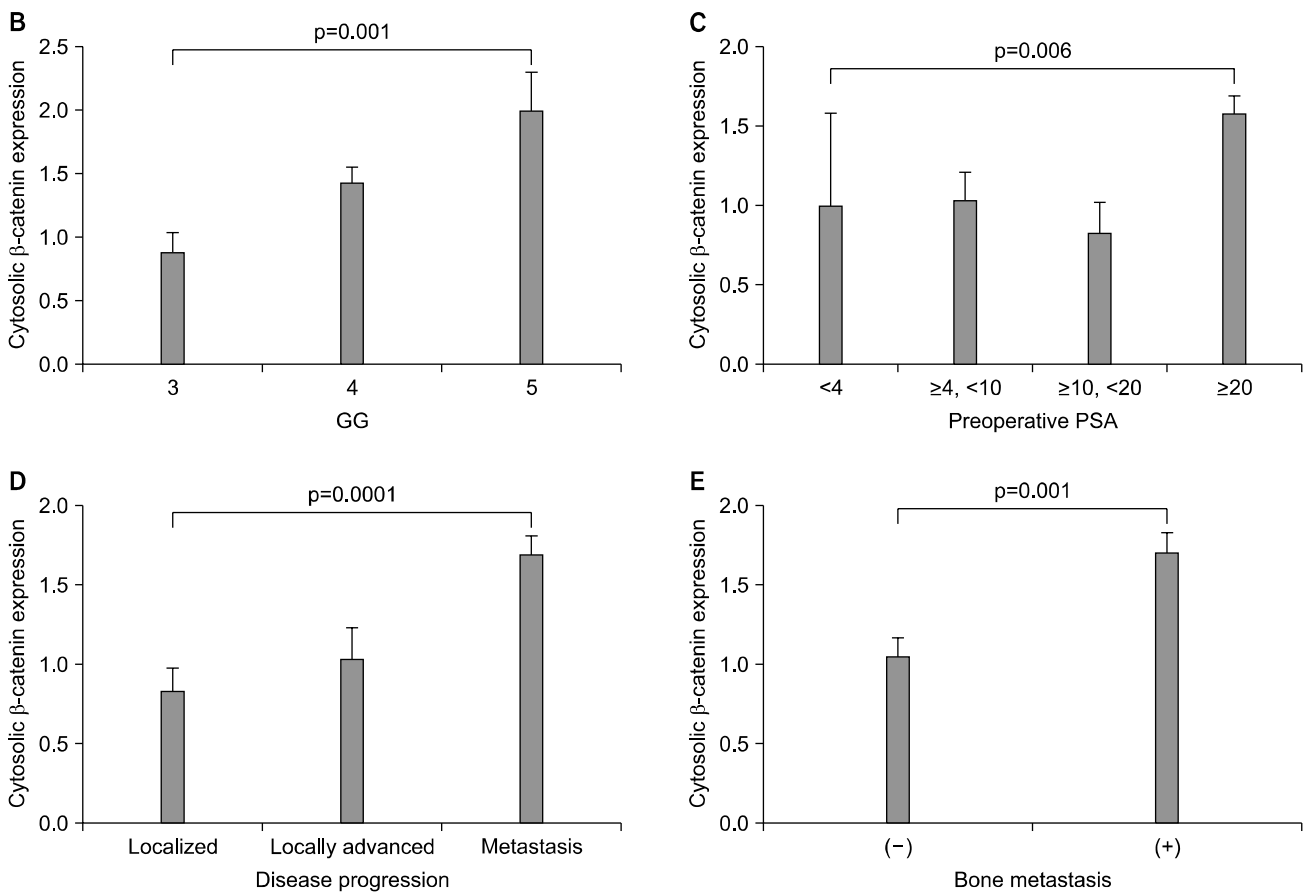 B
p=0.001
Cytosolic β-catenin expression
2.5
2.0
1.5
1.0
0.5
0.0
3 4 5
GG
C
p=0.006
Cytosolic β-catenin expression
2.0
1.5
1.0
0.5
0.0
<4 ≥4, <10 ≥10, <20 ≥20
Preoperative PSA
D
p=0.0001
Cytosolic β-catenin expression
2.0
1.5
1.0
0.5
0.0
Localized Locally advanced Metastasis
Disease progression
E
p=0.001
Cytosolic β-catenin expression
2.0
1.5
1.0
0.5
0.0
(−) (+)
Bone metastasis